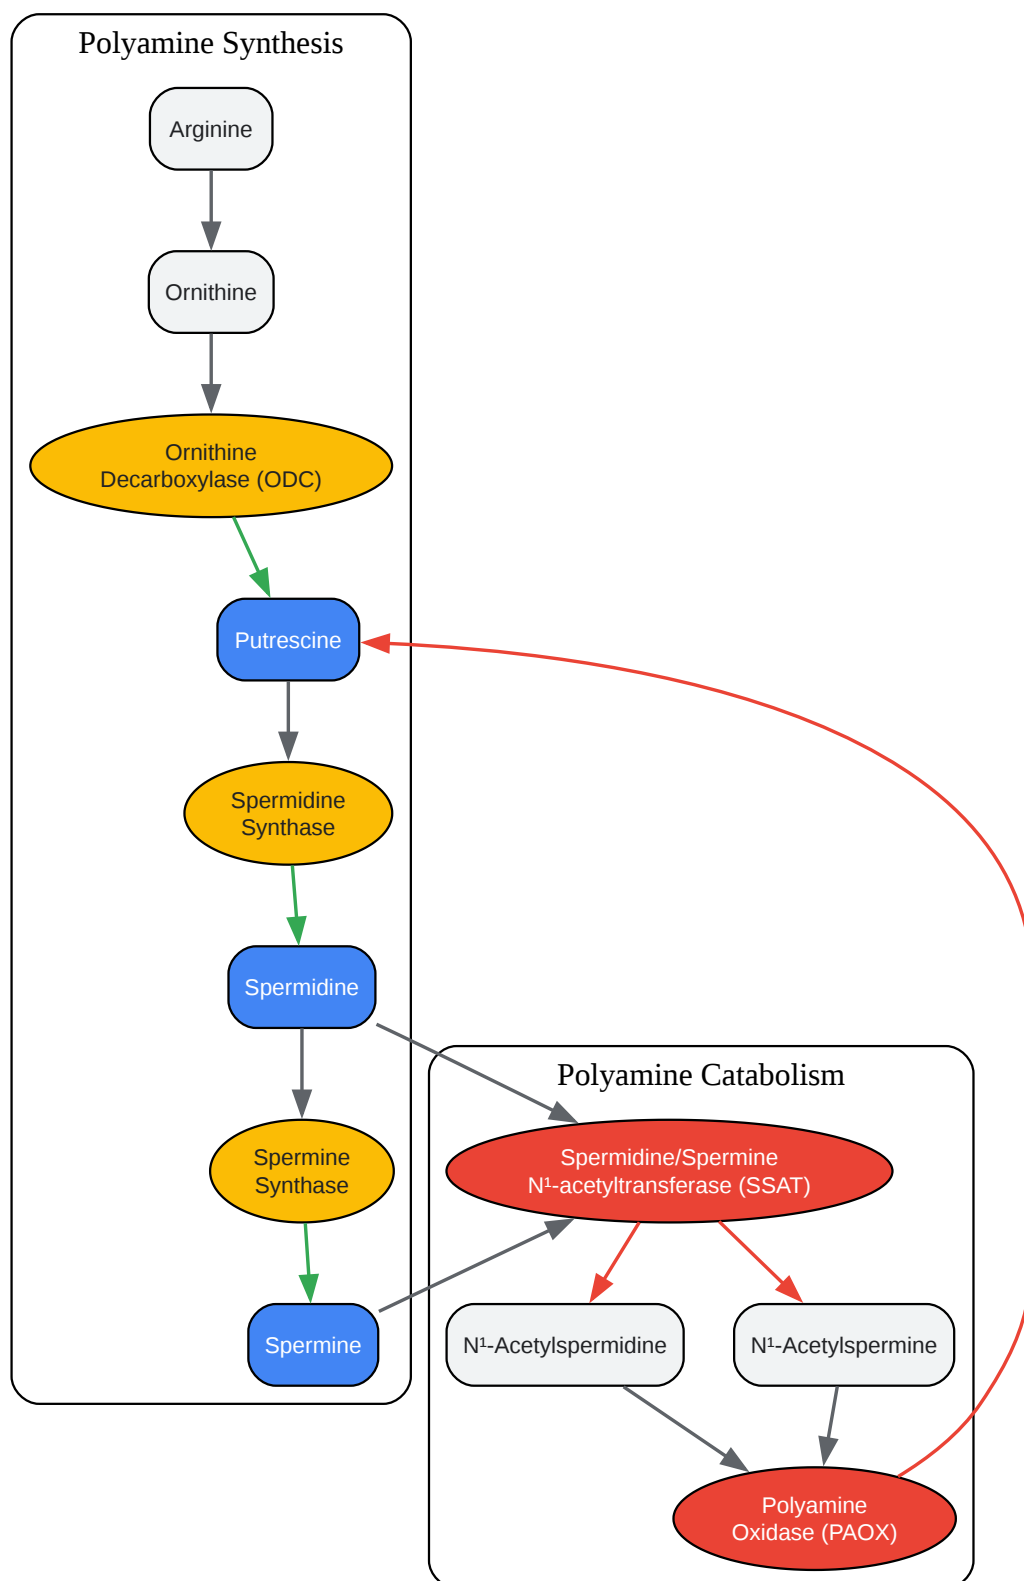 Polyamine Synthesis
Arginine
Ornithine
Ornithine
Decarboxylase (ODC)
Putrescine
Spermidine
Synthase
Spermidine
Spermine
Synthase
Spermine
Polyamine Catabolism
Spermidine/Spermine
N¹-acetyltransferase (SSAT)
N¹-Acetylspermidine
N¹-Acetylspermine
Polyamine
Oxidase (PAOX)